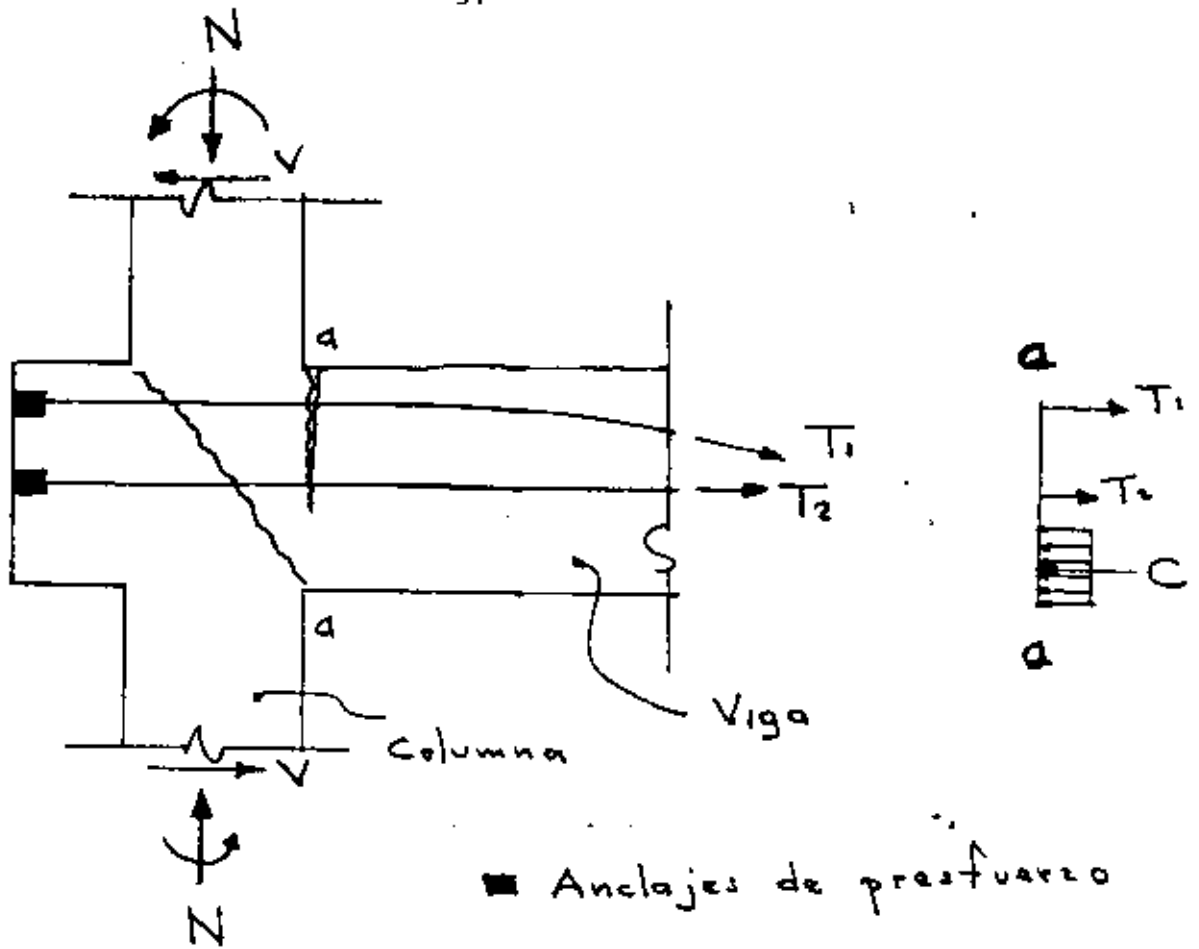 N
V
a
a
T₁
T₁
T₂
T₂
C
a
a
Viga
Columna
V
N
■ Anclajes de presfuerzo